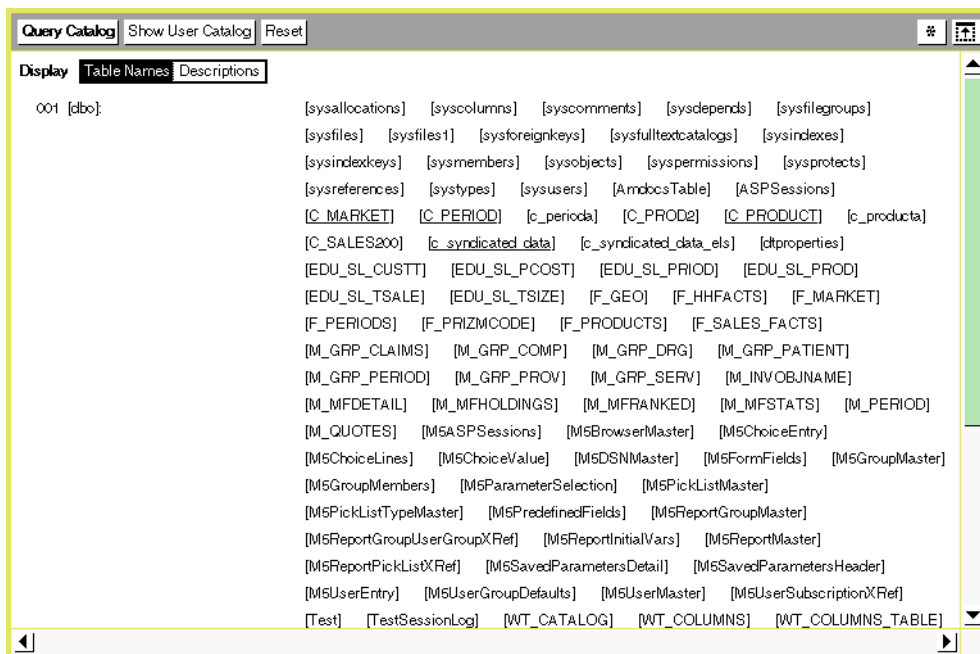 Query Catalog Show User Catalog Reset *
Display Table Names Descriptions
001 [dbo]: [sysallocations] [syscolumns] [syscomments] [sysdepends] [sysfilegroups]
[sysfiles] [sysfiles1] [sysforeignkeys] [sysfulltextcatalogs] [sysindexes]
[sysindexkeys] [sysmembers] [sysobjects] [syspermissions] [sysprotects]
[sysreferences] [systypes] [sysusers] [AmdocsTable] [ASPSessions]
[C_MARKET] [C_PERIOD] [c_perioda] [C_PROD2] [C_PRODUCT] [c_producta]
[C_SALES200] [c_syndicated_data] [c_syndicated_data_els] [dtproperties]
[EDU_SL_CUSTT] [EDU_SL_PCOST] [EDU_SL_PRIOD] [EDU_SL_PROD]
[EDU_SL_TSALE] [EDU_SL_TSIZE] [F_GEO] [F_HHFACTS] [F_MARKET]
[F_PERIODS] [F_PRIZMCODE] [F_PRODUCTS] [F_SALES_FACTS]
[M_GRP_CLAIMS] [M_GRP_COMP] [M_GRP_DRG] [M_GRP_PATIENT]
[M_GRP_PERIOD] [M_GRP_PROV] [M_GRP_SERV] [M_INVOBJNAME]
[M_MFDETAIL] [M_MFHOLDINGS] [M_MFRANKED] [M_MFSTATS] [M_PERIOD]
[M_QUOTES] [M5ASPSessions] [M5BrowserMaster] [M5ChoiceEntry]
[M5ChoiceLines] [M5ChoiceValue] [M5DSNMaster] [M5FormFields] [M5GroupMaster]
[M5GroupMembers] [M5ParameterSelection] [M5PickListMaster]
[M5PickListTypeMaster] [M5PredefinedFields] [M5ReportGroupMaster]
[M5ReportGroupUserGroupXRef] [M5ReportInitialVars] [M5ReportMaster]
[M5ReportPickListXRef] [M5SavedParametersDetail] [M5SavedParametersHeader]
[M5UserEntry] [M5UserGroupDefaults] [M5UserMaster] [M5UserSubscriptionXRef]
[Test] [TestSessionLog] [WT_CATALOG] [WT_COLUMNS] [WT_COLUMNS_TABLE]